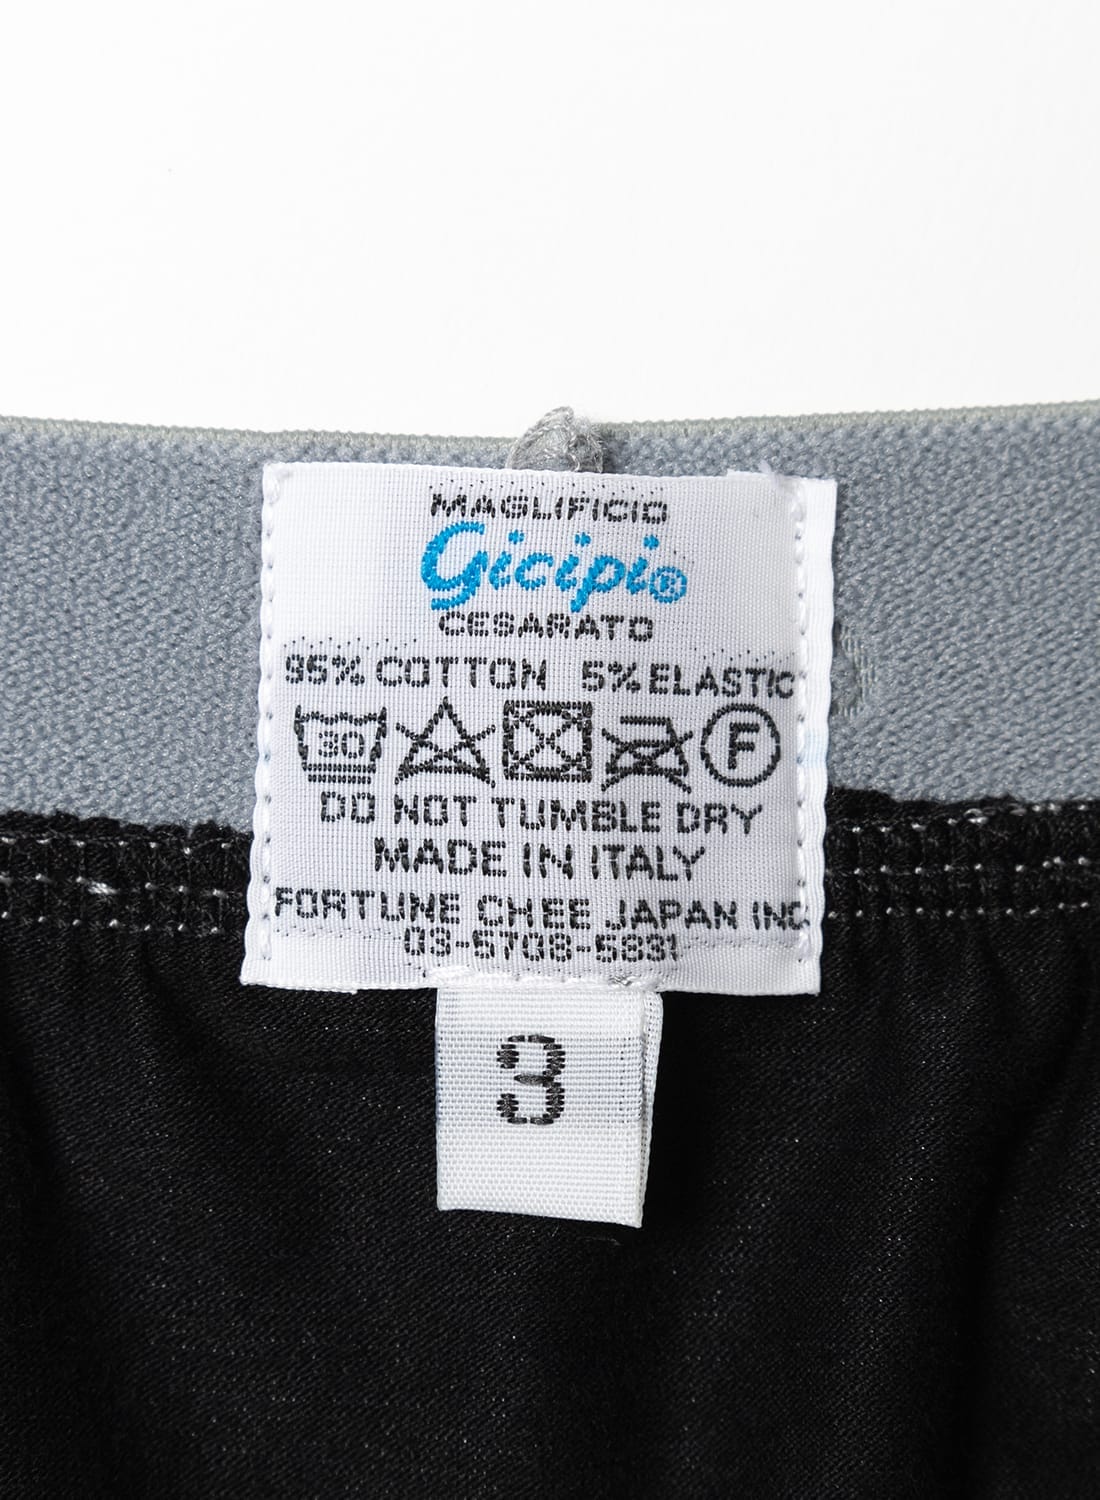 MAGLIFICIO
Gicipi®
CESARATO
95% COTTON 5% ELASTIC
30 F
DO NOT TUMBLE DRY
MADE IN ITALY
FORTUNE CHEE JAPAN INC
03-5708-5831
3